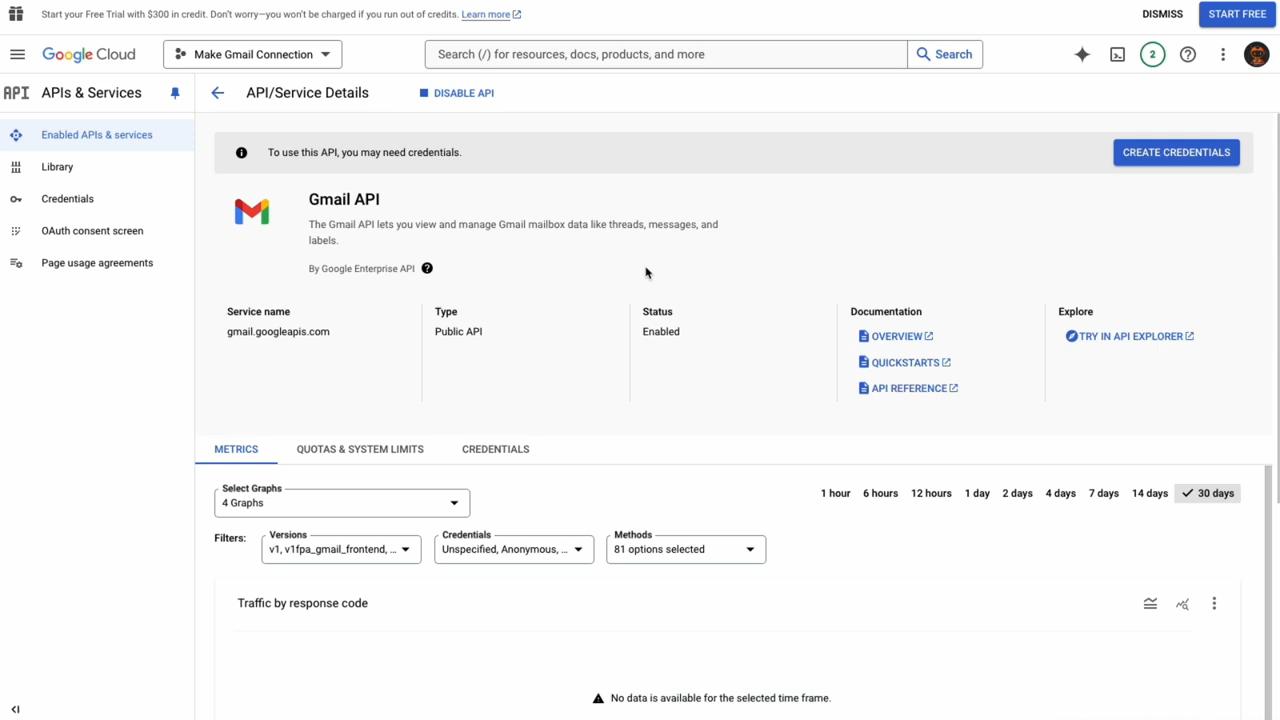 Start your Free Trial with $300 in credit. Don't worry—you won't be charged if you run out of credits. Learn more
DISMISS
START FREE
Google Cloud
Make Gmail Connection
Search (/) for resources, docs, products, and more
Search
2
API
APIs & Services
API/Service Details
DISABLE API
Enabled APIs & services
Library
Credentials
OAuth consent screen
Page usage agreements
To use this API, you may need credentials.
CREATE CREDENTIALS
Gmail API
The Gmail API lets you view and manage Gmail mailbox data like threads, messages, and
labels.
By Google Enterprise API
Service name
gmail.googleapis.com
Type
Public API
Status
Enabled
Documentation
OVERVIEW
QUICKSTARTS
API REFERENCE
Explore
TRY IN API EXPLORER
METRICS
QUOTAS & SYSTEM LIMITS
CREDENTIALS
Select Graphs
4 Graphs
1 hour
6 hours
12 hours
1 day
2 days
4 days
7 days
14 days
30 days
Filters:
Versions
v1, v1fpa_gmail_frontend, ...
Credentials
Unspecified, Anonymous, ...
Methods
81 options selected
Traffic by response code
No data is available for the selected time frame.